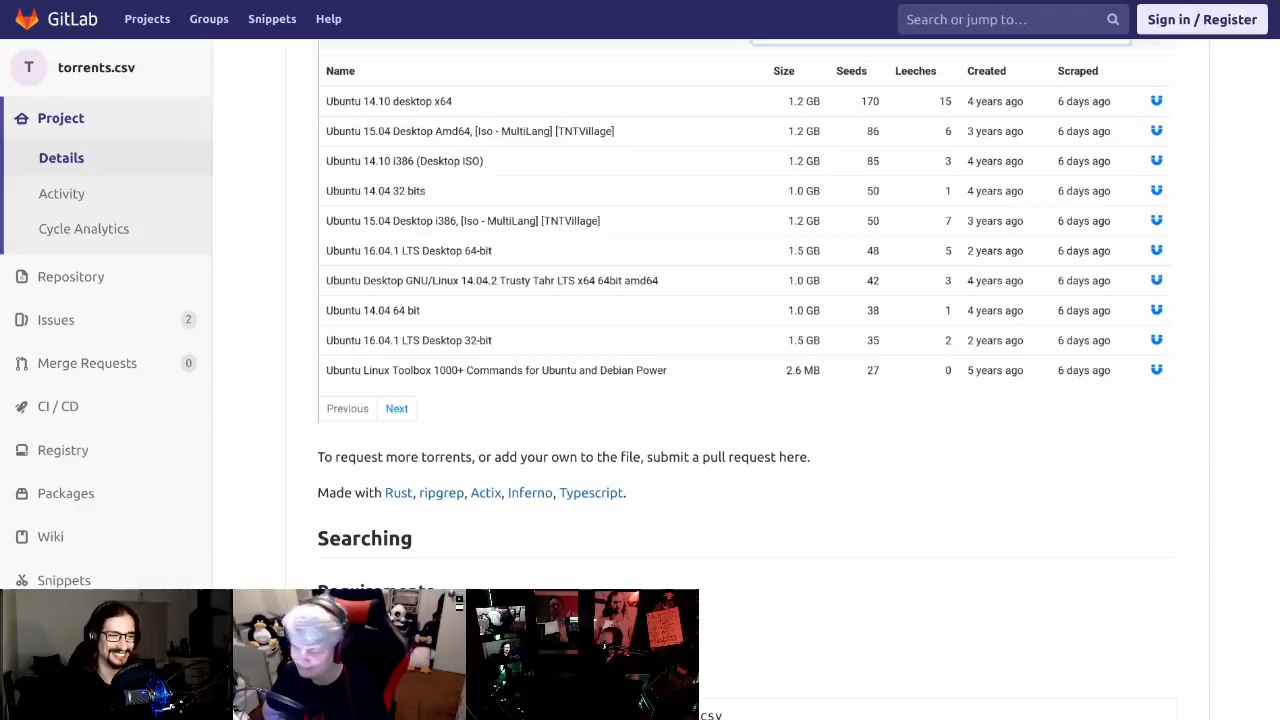 GitLab Projects Groups Snippets Help Search or jump to... Sign in / Register
T torrents.csv
Project
Details
Activity
Cycle Analytics
Repository
Issues 2
Merge Requests 0
CI / CD
Registry
Packages
Wiki
Snippets
Name Size Seeds Leeches Created Scraped
Ubuntu 14.10 desktop x64 1.2 GB 170 15 4 years ago 6 days ago
Ubuntu 15.04 Desktop Amd64, [Iso - MultiLang] [TNTVillage] 1.2 GB 86 6 3 years ago 6 days ago
Ubuntu 14.10 i386 (Desktop ISO) 1.2 GB 85 3 4 years ago 6 days ago
Ubuntu 14.04 32 bits 1.0 GB 50 1 4 years ago 6 days ago
Ubuntu 15.04 Desktop i386, [Iso - MultiLang] [TNTVillage] 1.2 GB 50 7 3 years ago 6 days ago
Ubuntu 16.04.1 LTS Desktop 64-bit 1.5 GB 48 5 2 years ago 6 days ago
Ubuntu Desktop GNU/Linux 14.04.2 Trusty Tahr LTS x64 64bit amd64 1.0 GB 42 3 4 years ago 6 days ago
Ubuntu 14.04 64 bit 1.0 GB 38 1 4 years ago 6 days ago
Ubuntu 16.04.1 LTS Desktop 32-bit 1.5 GB 35 2 2 years ago 6 days ago
Ubuntu Linux Toolbox 1000+ Commands for Ubuntu and Debian Power 2.6 MB 27 0 5 years ago 6 days ago
Previous Next
To request more torrents, or add your own to the file, submit a pull request here.
Made with Rust, ripgrep, Actix, Inferno, Typescript.
Searching
Requirements
csv